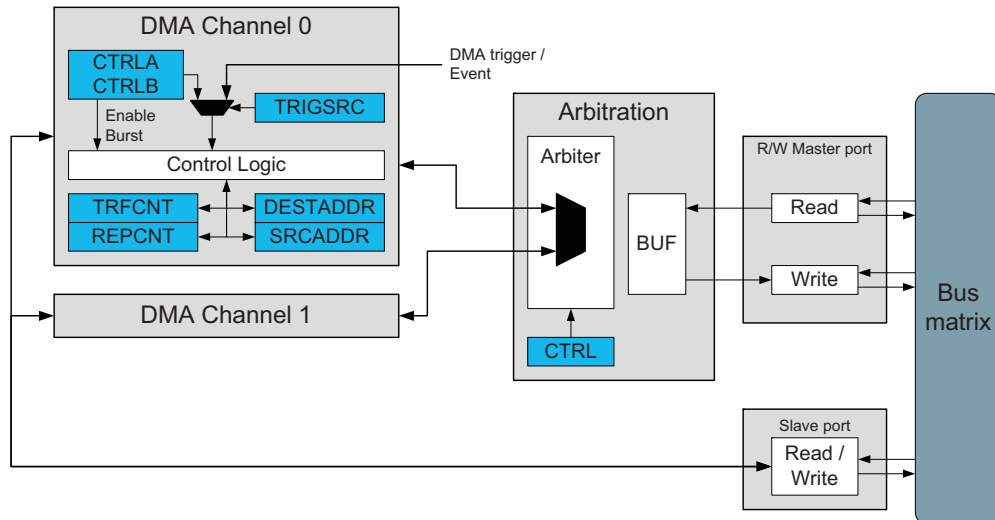 DMA Channel 0
CTRLA
CTRLB
DMA trigger /
Event
TRIGSRC
Enable
Burst
Control Logic
TRFCNT
DESTADDR
REPCNT
SRCADDR
DMA Channel 1
Arbitration
Arbiter
BUF
CTRL
R/W Master port
Read
Write
Slave port
Read /
Write
Bus
matrix